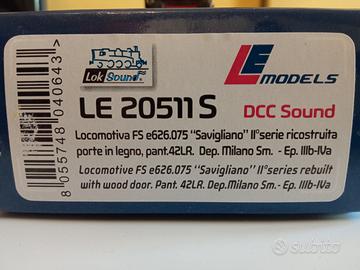 LokSound
LE MODELS
LE 20511 S
DCC Sound
Locomotiva FS e626.075 "Savigliano" II°serie ricostruita
porte in legno, pant.42LR. Dep.Milano Sm. - Ep. IIIb-IVa
Locomotive FS e626.075 "Savigliano" II°series rebuilt
with wood door. Pant. 42LR. Dep.Milano Sm. - Ep. IIIb-IVa
8 055748 040643
subito